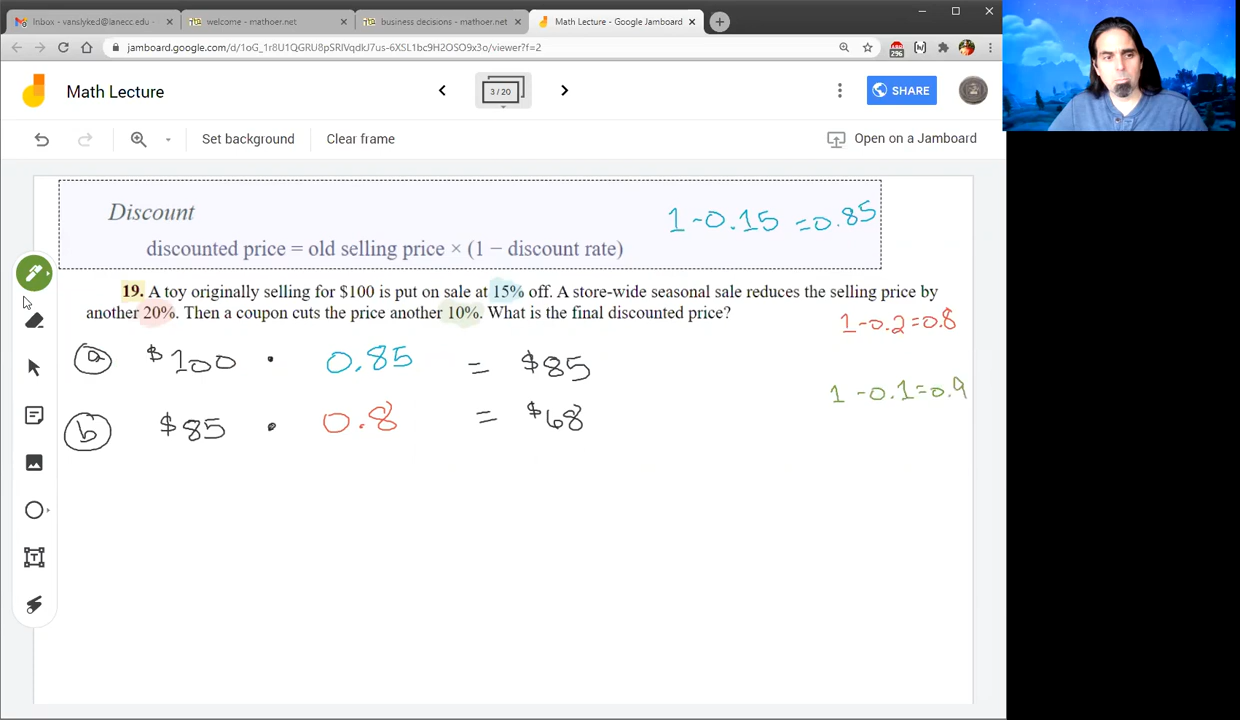 Inbox - vanslyked@lanecc.edu -
welcome - mathoer.net
business decisions - mathoer.net
Math Lecture - Google Jamboard
jamboard.google.com/d/1oG_1r8U1QGRU8pSRlVqdkJ7us-6XSL1bc9H2OSO9x3o/viewer?f=2
296
Math Lecture
3 / 20
SHARE
Set background
Clear frame
Open on a Jamboard
Discount
discounted price = old selling price × (1 − discount rate)
1-0.15 = 0.85
19. A toy originally selling for $100 is put on sale at 15% off. A store-wide seasonal sale reduces the selling price by
another 20%. Then a coupon cuts the price another 10%. What is the final discounted price?
1-0.2=0.8
a $100 · 0.85 = $85
1-0.1=0.9
b $85 · 0.8 = $68